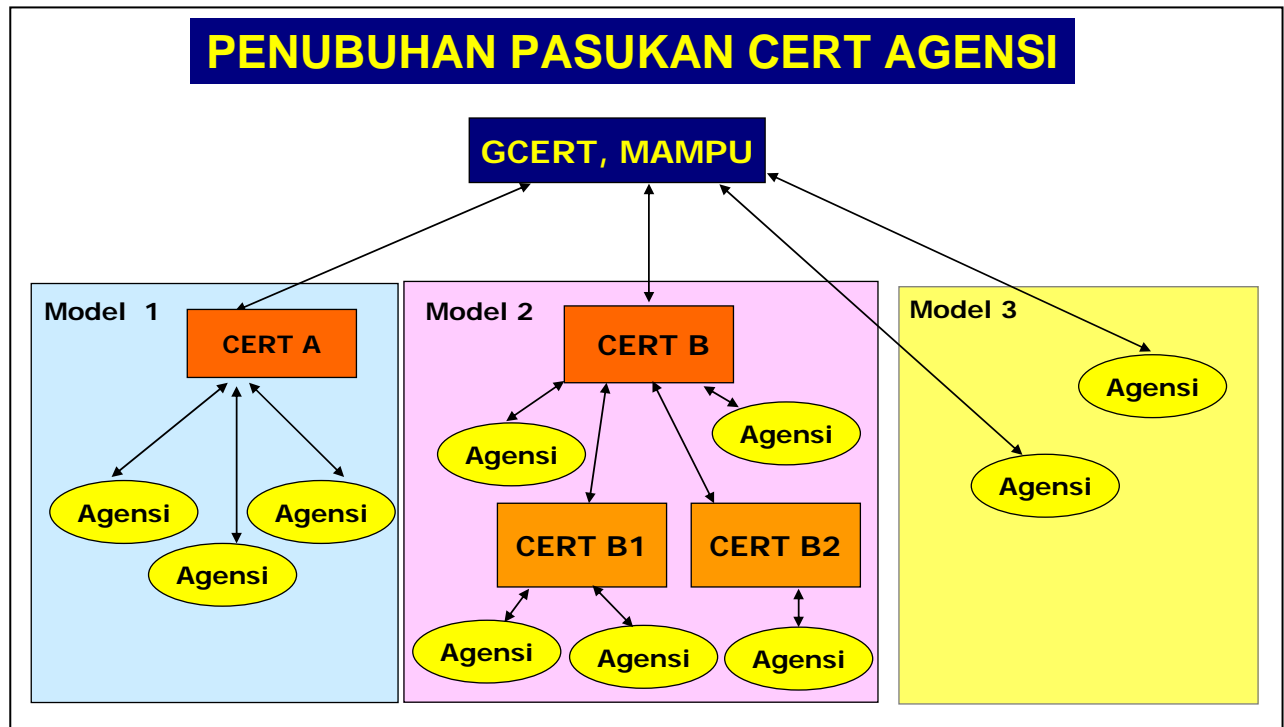 PENUBUHAN PASUKAN CERT AGENSI
GCERT, MAMPU
Model 1
CERT A
Agensi
Agensi
Agensi
Model 2
CERT B
Agensi
Agensi
CERT B1
CERT B2
Agensi
Agensi
Agensi
Model 3
Agensi
Agensi